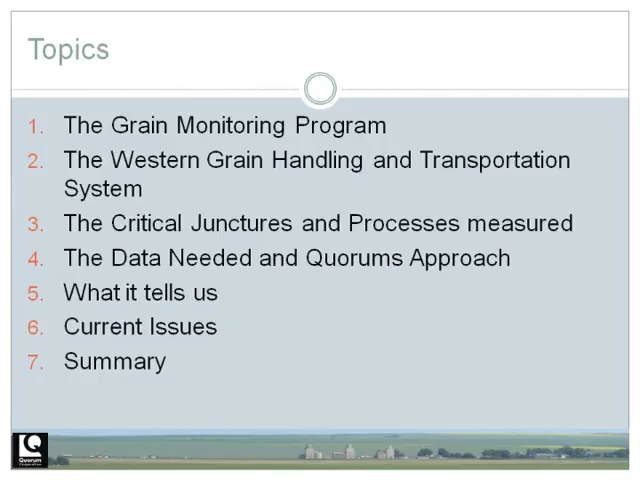 Topics
1. The Grain Monitoring Program
2. The Western Grain Handling and Transportation
System
3. The Critical Junctures and Processes measured
4. The Data Needed and Quorums Approach
5. What it tells us
6. Current Issues
7. Summary
Quorum
Corporation